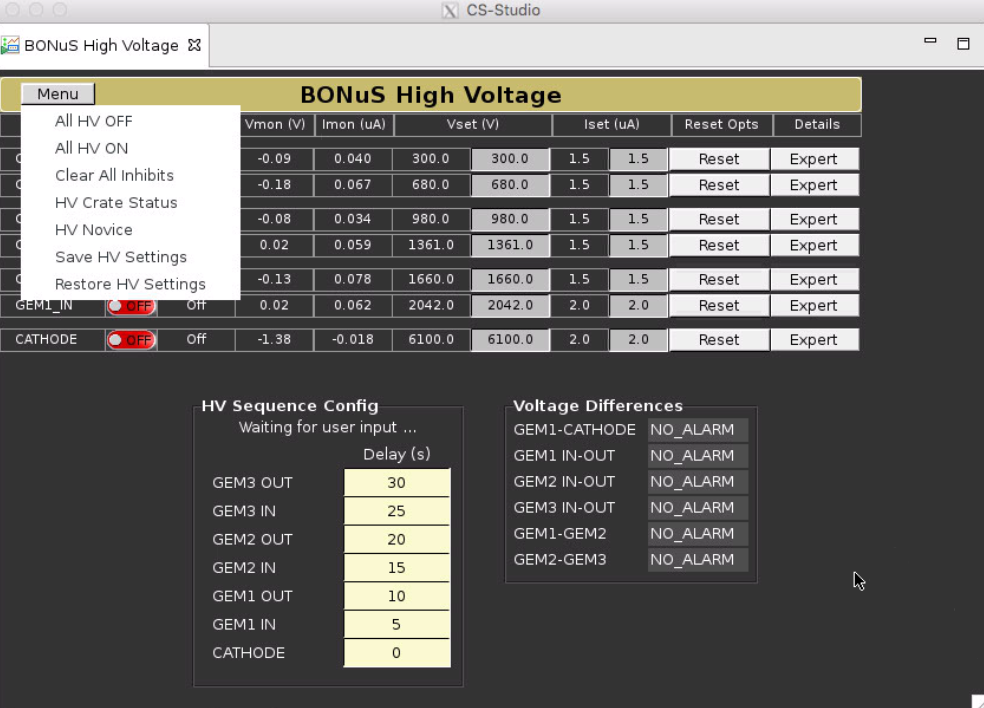 CS-Studio
BONuS High Voltage
Menu BONuS High Voltage
Vmon (V) Imon (uA) Vset (V) Iset (uA) Reset Opts Details
All HV OFF
All HV ON
Clear All Inhibits
HV Crate Status
HV Novice
Save HV Settings
Restore HV Settings
-0.09 0.040 300.0 300.0 1.5 1.5 Reset Expert
-0.18 0.067 680.0 680.0 1.5 1.5 Reset Expert
-0.08 0.034 980.0 980.0 1.5 1.5 Reset Expert
0.02 0.059 1361.0 1361.0 1.5 1.5 Reset Expert
-0.13 0.078 1660.0 1660.0 1.5 1.5 Reset Expert
GEM1_IN OFF Off 0.02 0.062 2042.0 2042.0 2.0 2.0 Reset Expert
CATHODE OFF Off -1.38 -0.018 6100.0 6100.0 2.0 2.0 Reset Expert
HV Sequence Config
Waiting for user input ...
Delay (s)
GEM3 OUT 30
GEM3 IN 25
GEM2 OUT 20
GEM2 IN 15
GEM1 OUT 10
GEM1 IN 5
CATHODE 0
Voltage Differences
GEM1-CATHODE NO_ALARM
GEM1 IN-OUT NO_ALARM
GEM2 IN-OUT NO_ALARM
GEM3 IN-OUT NO_ALARM
GEM1-GEM2 NO_ALARM
GEM2-GEM3 NO_ALARM